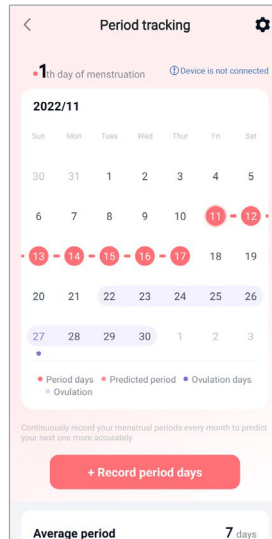 Period tracking
1th day of menstruation
Device is not connected
2022/11
Sun Mon Tues Wed Thur Fri Sat
30 31 1 2 3 4 5
6 7 8 9 10 11 12
13 14 15 16 17 18 19
20 21 22 23 24 25 26
27 28 29 30 1 2 3
Period days Predicted period Ovulation days
Ovulation
Continuously record your menstrual periods every month to predict
your next one more accurately
+ Record period days
Average period 7 days